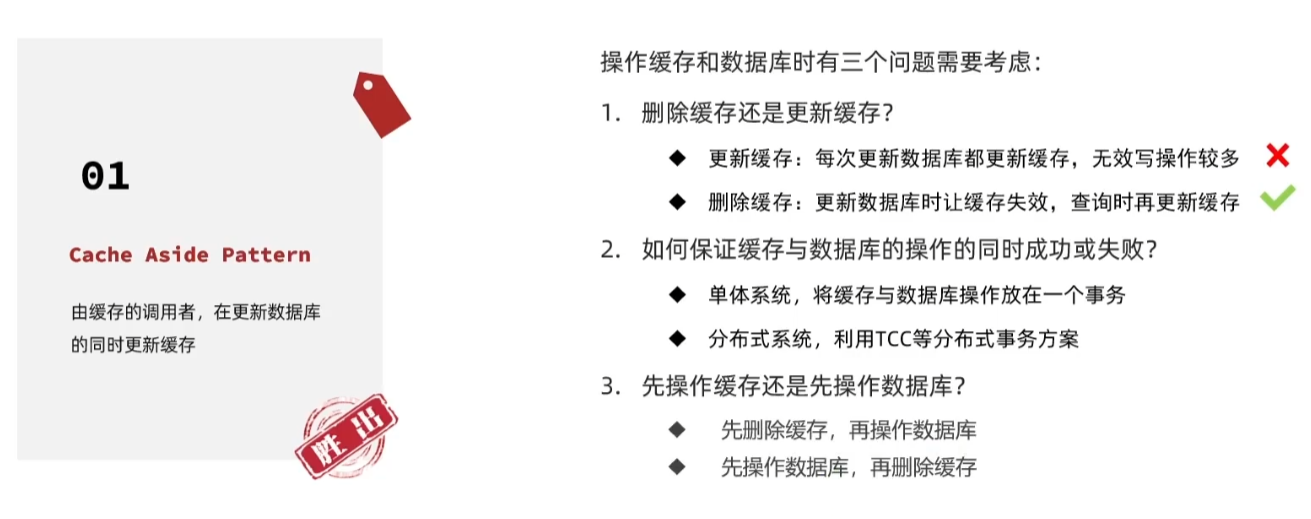 01
Cache Aside Pattern
由缓存的调用者，在更新数据库
的同时更新缓存
胜出
操作缓存和数据库时有三个问题需要考虑：
1. 删除缓存还是更新缓存？
◆ 更新缓存：每次更新数据库都更新缓存，无效写操作较多
◆ 删除缓存：更新数据库时让缓存失效，查询时再更新缓存
2. 如何保证缓存与数据库的操作的同时成功或失败？
◆ 单体系统，将缓存与数据库操作放在一个事务
◆ 分布式系统，利用TCC等分布式事务方案
3. 先操作缓存还是先操作数据库？
◆ 先删除缓存，再操作数据库
◆ 先操作数据库，再删除缓存